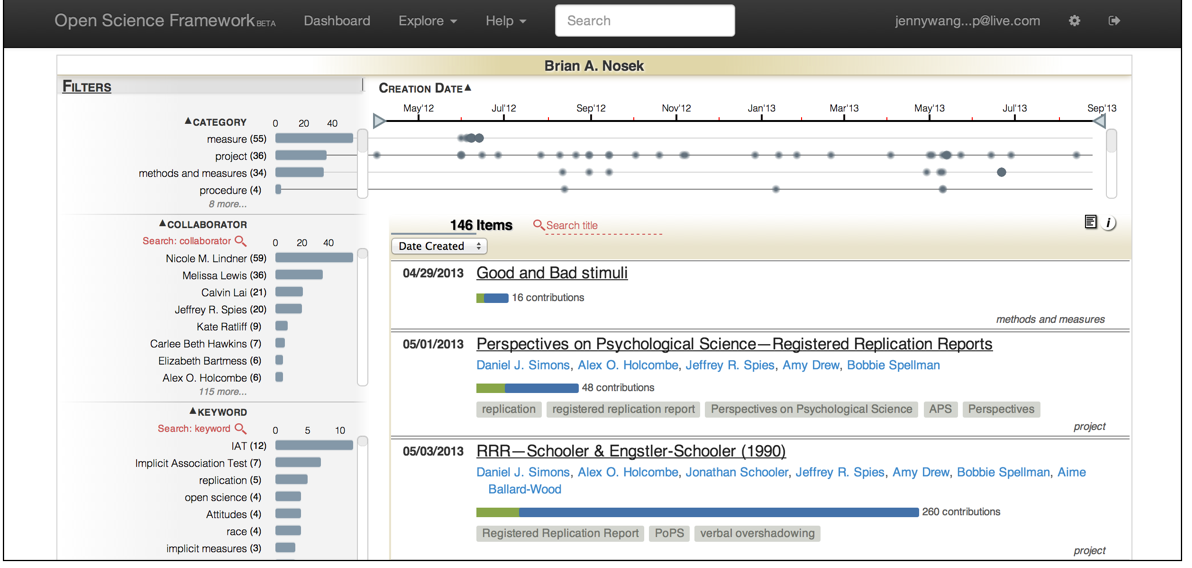 Open Science Framework BETA Dashboard Explore Help Search jennywang...p@live.com
Brian A. Nosek
FILTERS
CATEGORY 0 20 40
measure (55)
project (36)
methods and measures (34)
procedure (4)
8 more...
COLLABORATOR
Search: collaborator 0 20 40
Nicole M. Lindner (59)
Melissa Lewis (36)
Calvin Lai (21)
Jeffrey R. Spies (20)
Kate Ratliff (9)
Carlee Beth Hawkins (7)
Elizabeth Bartmess (6)
Alex O. Holcombe (6)
115 more...
KEYWORD
Search: keyword 0 5 10
IAT (12)
Implicit Association Test (7)
replication (5)
open science (4)
Attitudes (4)
race (4)
implicit measures (3)
CREATION DATE
May'12 Jul'12 Sep'12 Nov'12 Jan'13 Mar'13 May'13 Jul'13 Sep'13
146 Items Search title i
Date Created
04/29/2013 Good and Bad stimuli
16 contributions
methods and measures
05/01/2013 Perspectives on Psychological Science—Registered Replication Reports
Daniel J. Simons, Alex O. Holcombe, Jeffrey R. Spies, Amy Drew, Bobbie Spellman
48 contributions
replication registered replication report Perspectives on Psychological Science APS Perspectives
project
05/03/2013 RRR—Schooler & Engstler-Schooler (1990)
Daniel J. Simons, Alex O. Holcombe, Jonathan Schooler, Jeffrey R. Spies, Amy Drew, Bobbie Spellman, Aime
Ballard-Wood
260 contributions
Registered Replication Report PoPS verbal overshadowing
project